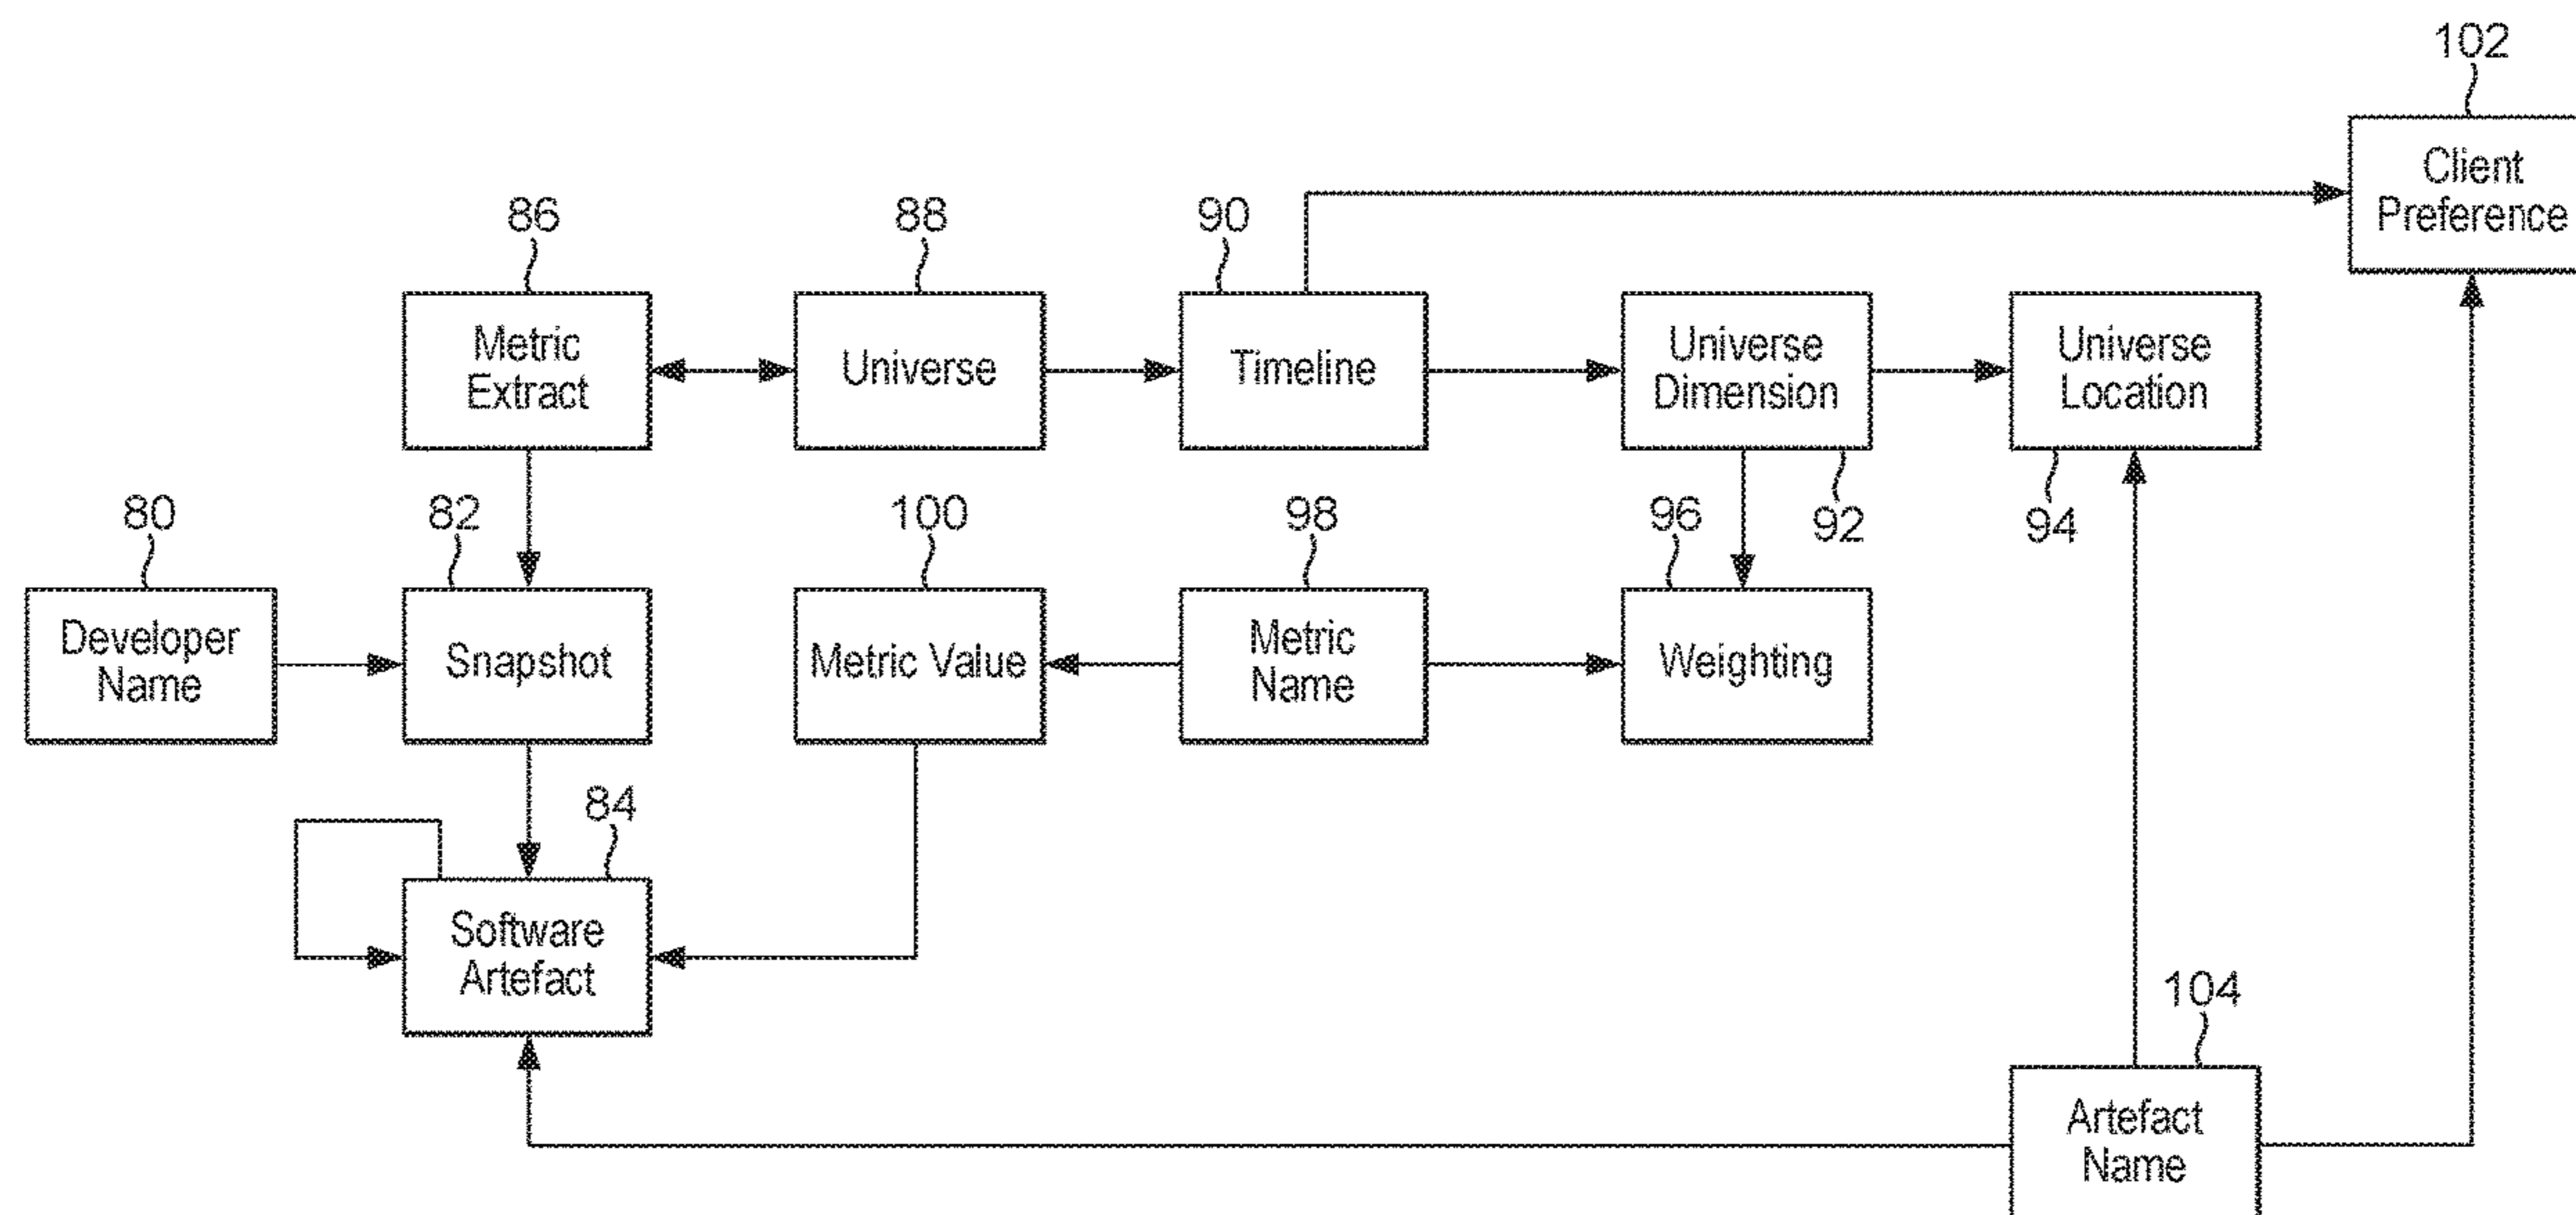 102
Client
Preference
86
88
90
Metric
Extract
Universe
Timeline
Universe
Dimension
Universe
Location
80
82
100
98
96
92
94
Developer
Name
Snapshot
Metric Value
Metric
Name
Weighting
84
Software
Artefact
104
Artefact
Name